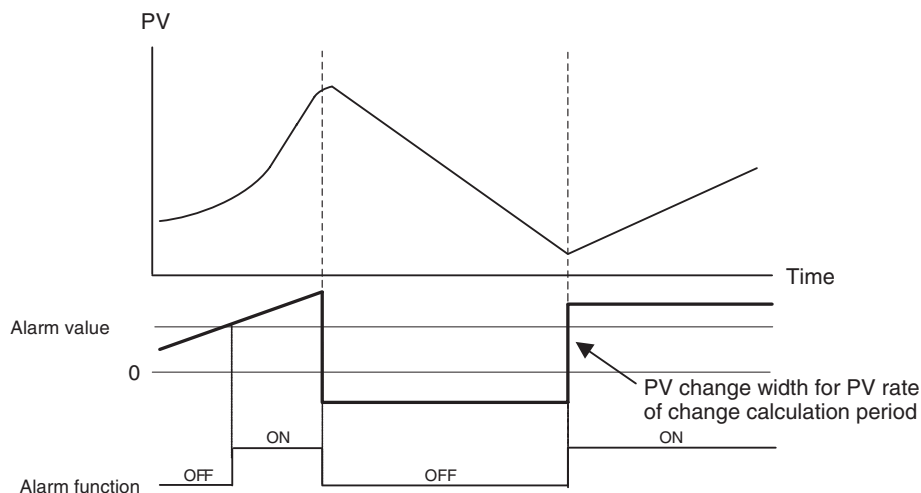 PV
Time
Alarm value
0
PV change width for PV rate
of change calculation period
ON
ON
OFF
OFF
Alarm function